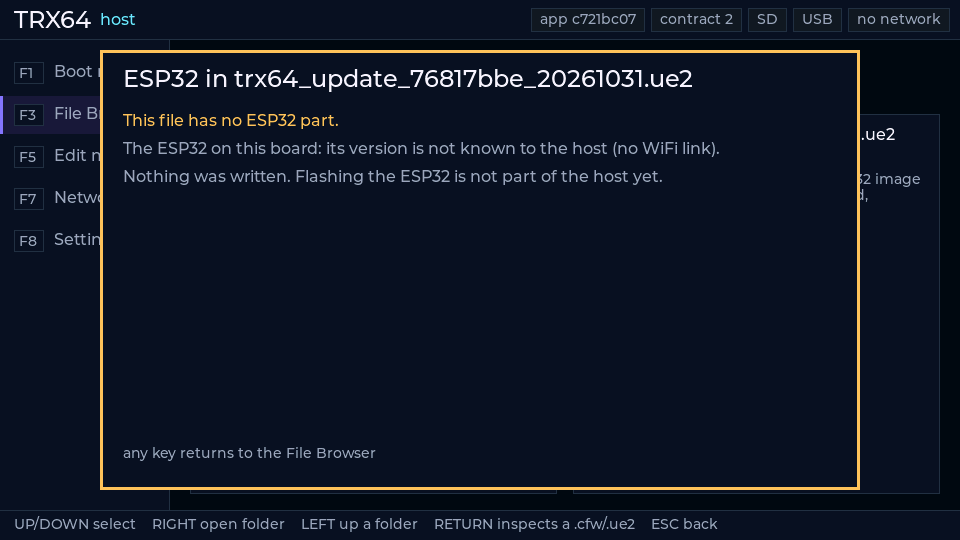 TRX64 host
app c721bc07
contract 2
SD
USB
no network
F1 Boot
F3 File
F5 Edit
F7
F8
ESP32 in trx64_update_76817bbe_20261031.ue2
This file has no ESP32 part.
The ESP32 on this board: its version is not known to the host (no WiFi link).
Nothing was written. Flashing the ESP32 is not part of the host yet.
any key returns to the File Browser
.ue2
image
UP/DOWN select RIGHT open folder LEFT up a folder RETURN inspects a .cfw/.ue2 ESC back